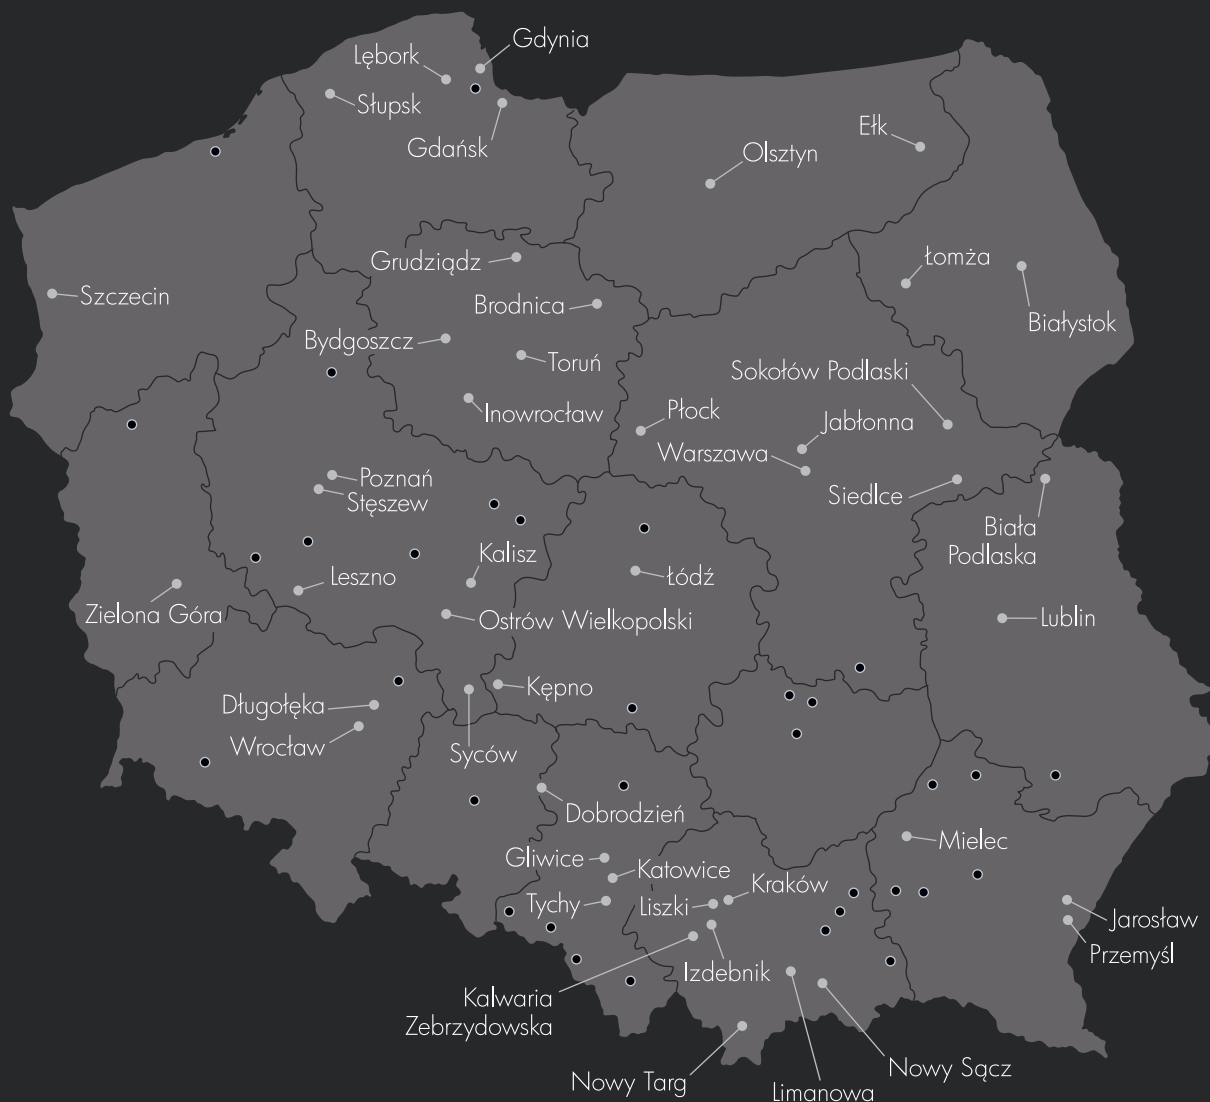 Gdynia
Lębork
Słupsk
Gdańsk
Ełk
Olsztyn
Łomża
Grudziądz
Szczecin
Brodnica
Białystok
Bydgoszcz
Toruń
Sokołów Podlaski
Inowrocław
Płock
Jabłonna
Warszawa
Poznań
Stęszew
Siedlce
Biała
Podlaska
Kalisz
Leszno
Łódź
Zielona Góra
Ostrów Wielkopolski
Lublin
Kępno
Długołęka
Wrocław
Syców
Dobrodzień
Mielec
Gliwice
Katowice
Kraków
Tychy
Liszki
Jarosław
Przemyśl
Izdebnik
Kalwaria
Zebrzydowska
Nowy Sącz
Nowy Targ
Limanowa